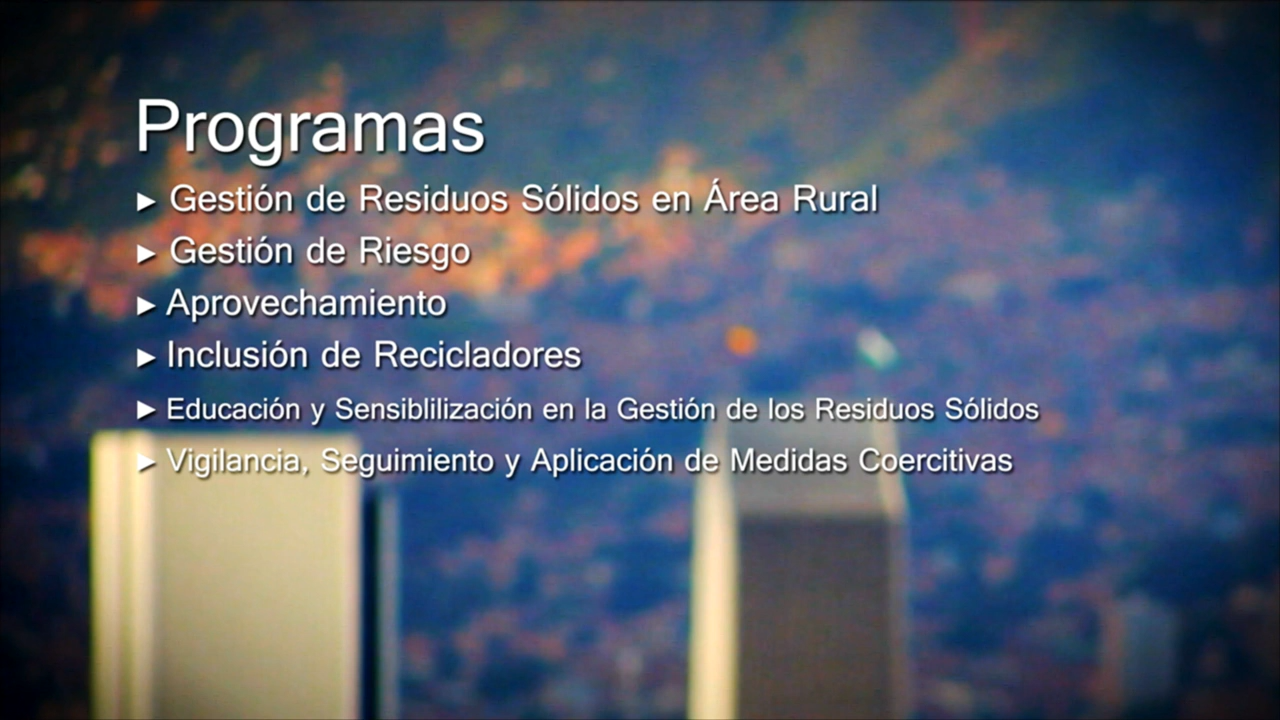 Programas
► Gestión de Residuos Sólidos en Área Rural
► Gestión de Riesgo
► Aprovechamiento
► Inclusión de Recicladores
► Educación y Sensiblilización en la Gestión de los Residuos Sólidos
► Vigilancia, Seguimiento y Aplicación de Medidas Coercitivas